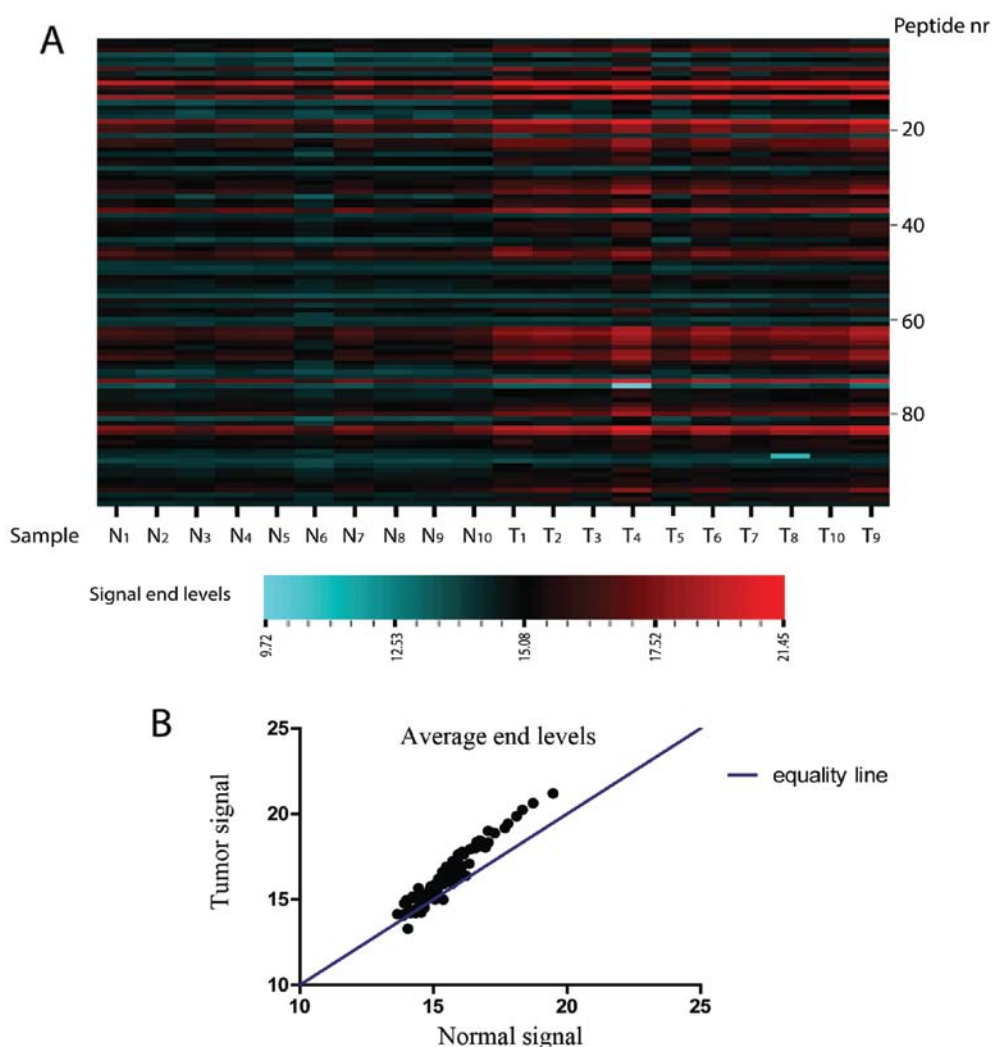 A
Peptide nr
20
40
60
80
Sample N1 N2 N3 N4 N5 N6 N7 N8 N9 N10 T1 T2 T3 T4 T5 T6 T7 T8 T10 T9
Signal end levels
9.72 12.53 15.08 17.52 21.45
B
Average end levels
equality line
Tumor signal
25
20
15
10
10 15 20 25
Normal signal